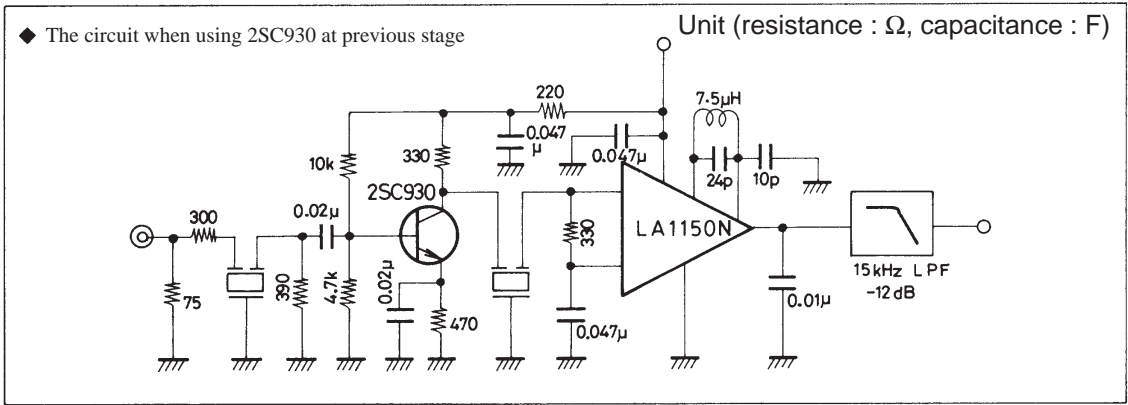 ◆ The circuit when using 2SC930 at previous stage
Unit (resistance : Ω, capacitance : F)
220
7.5μH
0.047
μ
0.047μ
24p
10p
10k
330
2SC930
300
0.02μ
330
LA1150N
75
390
4.7k
0.02μ
470
0.047μ
0.01μ
15kHz LPF
-12dB